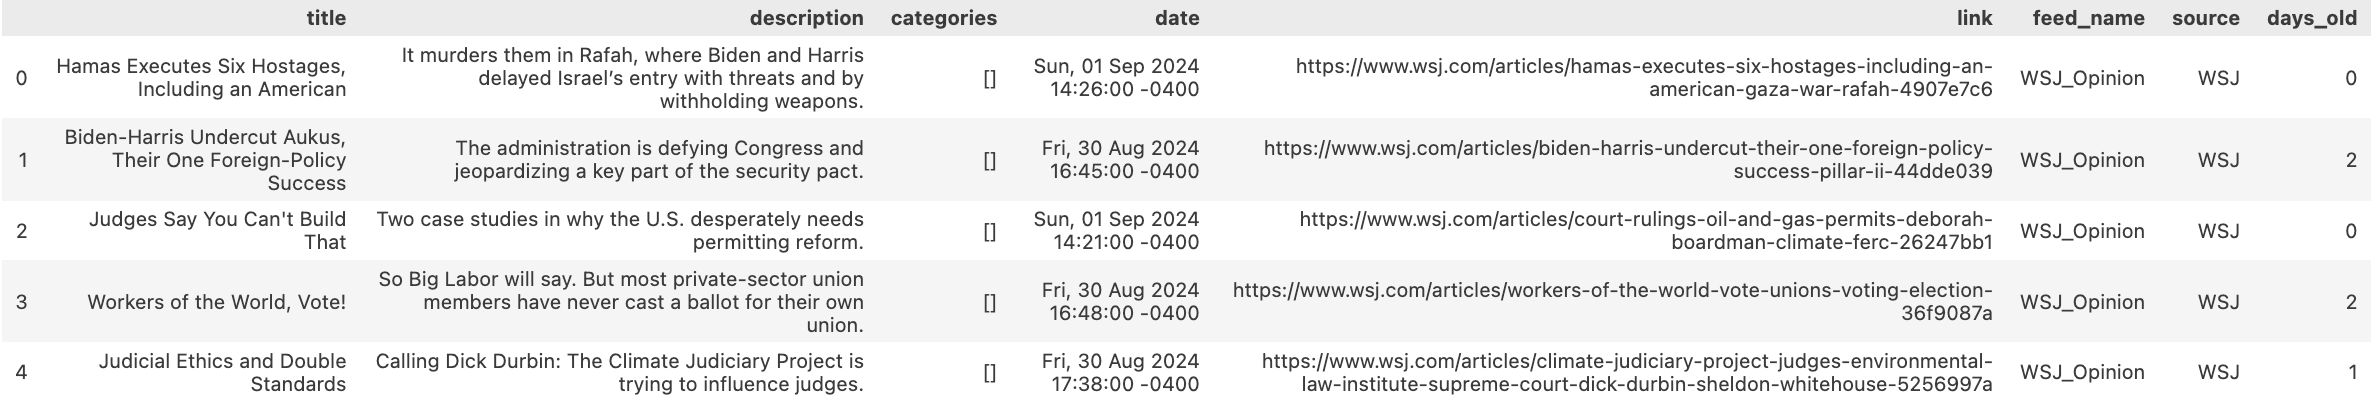 title description categories date link feed_name source days_old
0 Hamas Executes Six Hostages, Including an American It murders them in Rafah, where Biden and Harris delayed Israel’s entry with threats and by withholding weapons. [] Sun, 01 Sep 2024 14:26:00 -0400 https://www.wsj.com/articles/hamas-executes-six-hostages-including-an-american-gaza-war-rafah-4907e7c6 WSJ_Opinion WSJ 0
1 Biden-Harris Undercut Aukus, Their One Foreign-Policy Success The administration is defying Congress and jeopardizing a key part of the security pact. [] Fri, 30 Aug 2024 16:45:00 -0400 https://www.wsj.com/articles/biden-harris-undercut-their-one-foreign-policy-success-pillar-ii-44dde039 WSJ_Opinion WSJ 2
2 Judges Say You Can't Build That Two case studies in why the U.S. desperately needs permitting reform. [] Sun, 01 Sep 2024 14:21:00 -0400 https://www.wsj.com/articles/court-rulings-oil-and-gas-permits-deborah-boardman-climate-ferc-26247bb1 WSJ_Opinion WSJ 0
3 Workers of the World, Vote! So Big Labor will say. But most private-sector union members have never cast a ballot for their own union. [] Fri, 30 Aug 2024 16:48:00 -0400 https://www.wsj.com/articles/workers-of-the-world-vote-unions-voting-election-36f9087a WSJ_Opinion WSJ 2
4 Judicial Ethics and Double Standards Calling Dick Durbin: The Climate Judiciary Project is trying to influence judges. [] Fri, 30 Aug 2024 17:38:00 -0400 https://www.wsj.com/articles/climate-judiciary-project-judges-environmental-law-institute-supreme-court-dick-durbin-sheldon-whitehouse-5256997a WSJ_Opinion WSJ 1